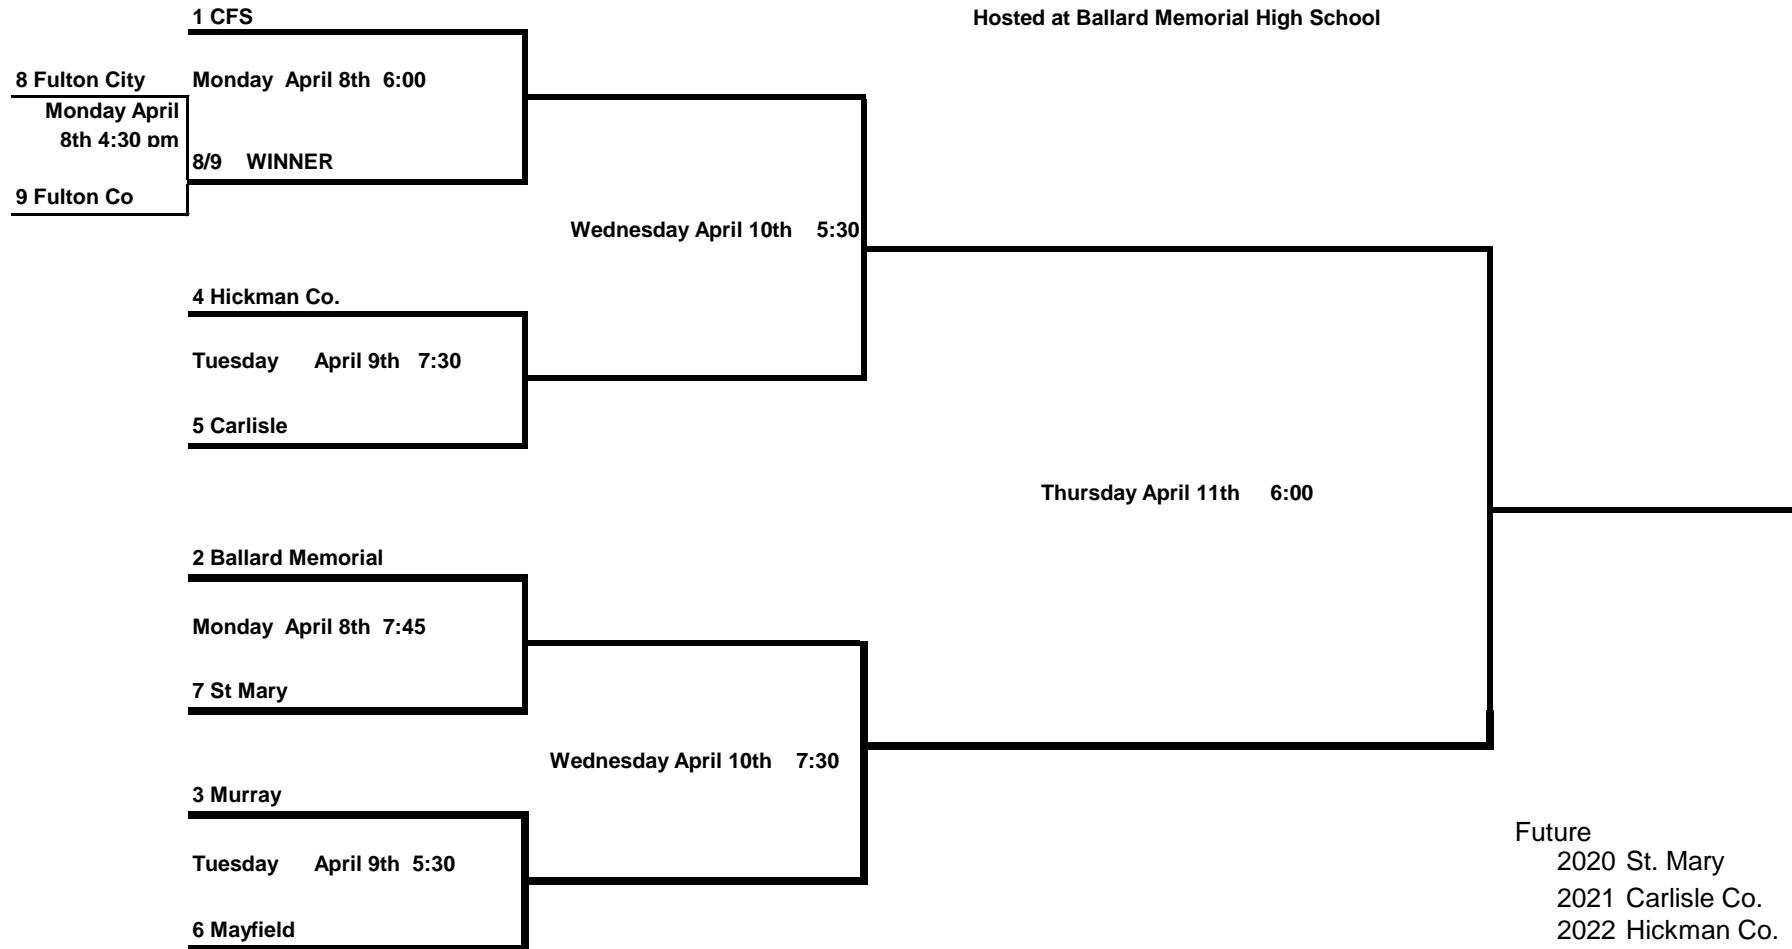 1 CFS
Hosted at Ballard Memorial High School
8 Fulton City
Monday April 8th 6:00
Monday April
8th 4:30 pm
8/9 WINNER
9 Fulton Co
Wednesday April 10th 5:30
4 Hickman Co.
Tuesday April 9th 7:30
5 Carlisle
Thursday April 11th 6:00
2 Ballard Memorial
Monday April 8th 7:45
7 St Mary
Wednesday April 10th 7:30
3 Murray
Tuesday April 9th 5:30
6 Mayfield
Future
2020 St. Mary
2021 Carlisle Co.
2022 Hickman Co.